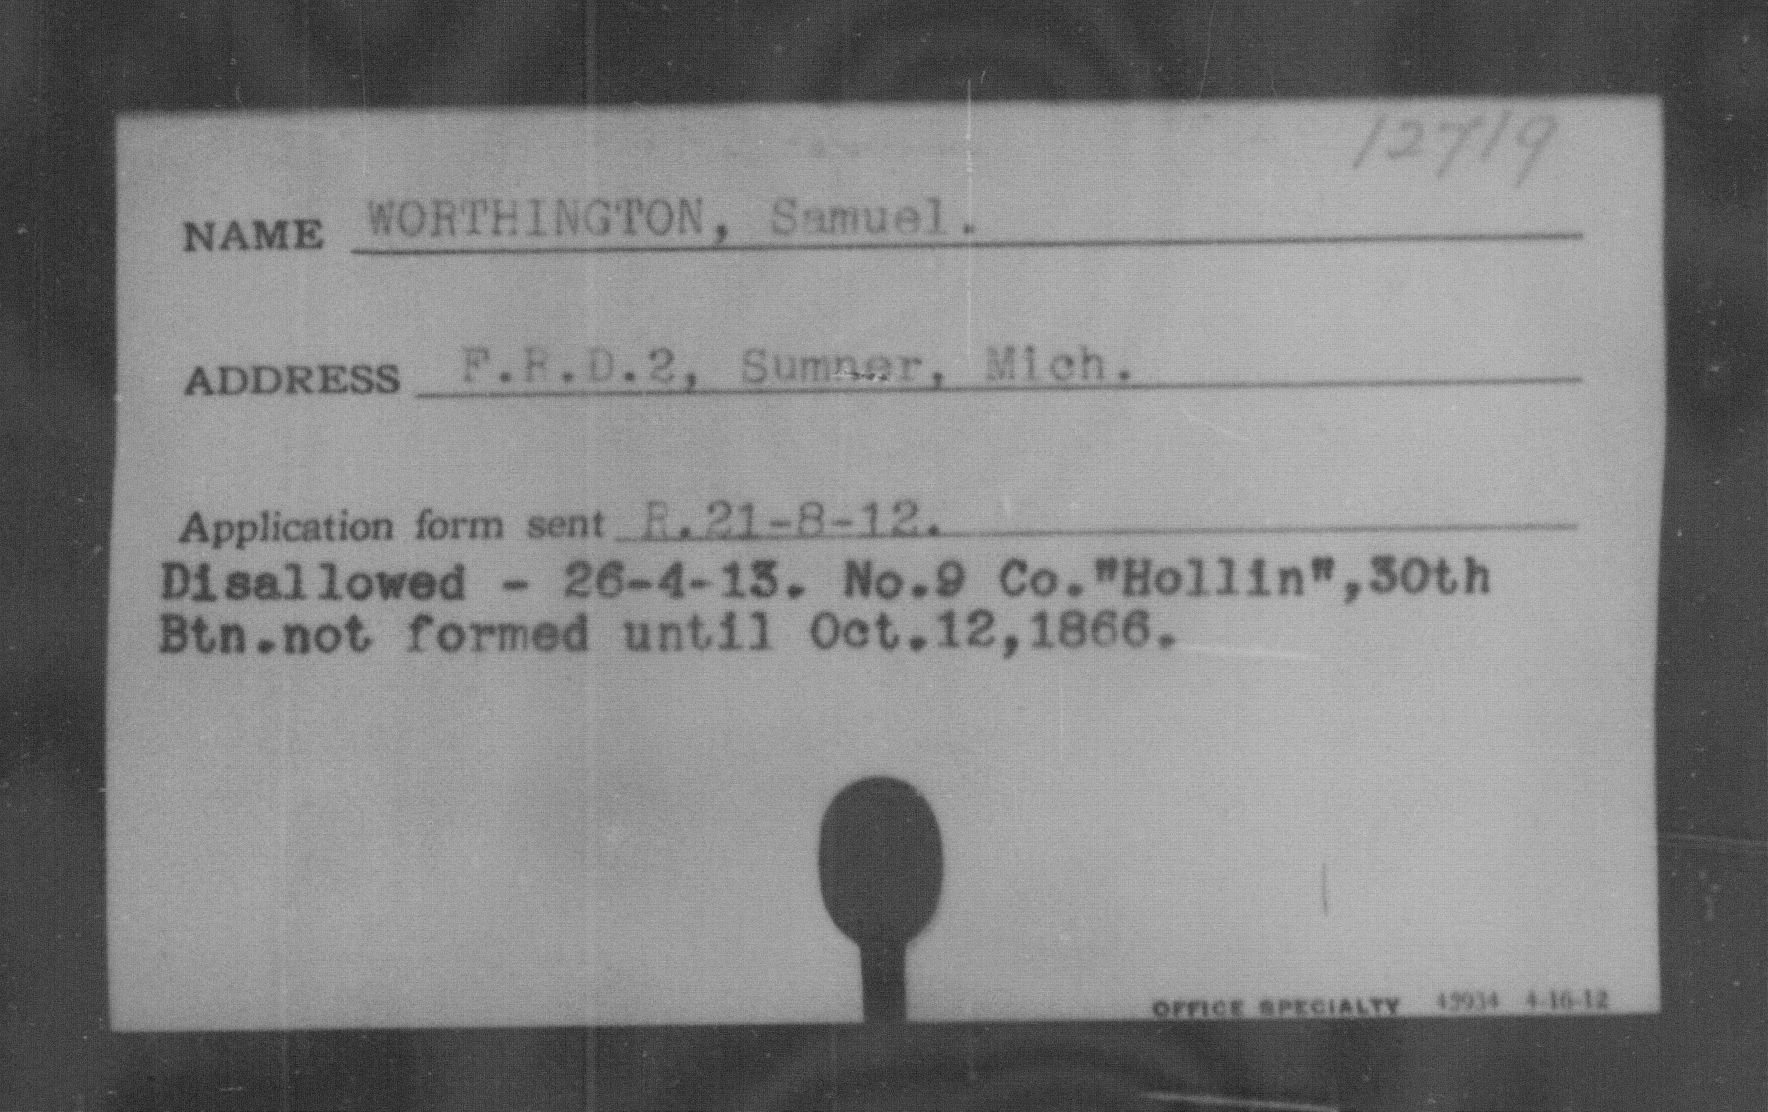 12719
NAME WORTHINGTON, Samuel.
ADDRESS F.R.D.2, Sumner, Mich.
Application form sent R.21-8-12.
Disallowed - 26-4-13. No.9 Co."Hollin",30th
Btn.not formed until Oct.12,1866.
OFFICE SPECIALTY 49934 4-16-12